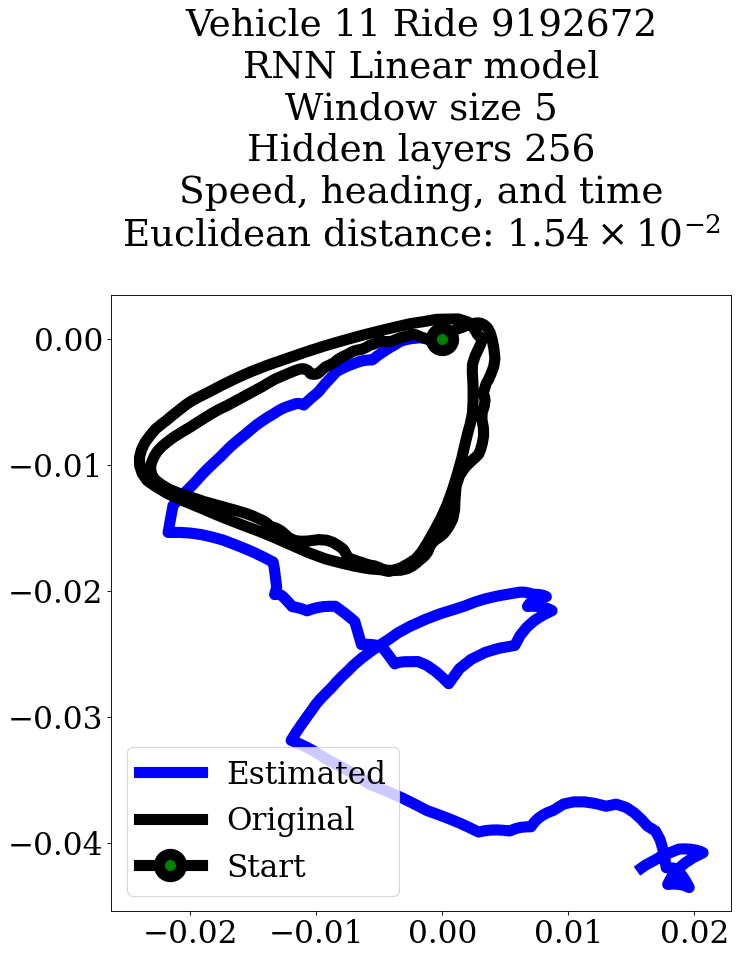 Vehicle 11 Ride 9192672
RNN Linear model
Window size 5
Hidden layers 256
Speed, heading, and time
Euclidean distance: 1.54 × 10⁻²
0.00
−0.01
−0.02
−0.03
−0.04
Estimated
Original
Start
−0.02 −0.01 0.00 0.01 0.02